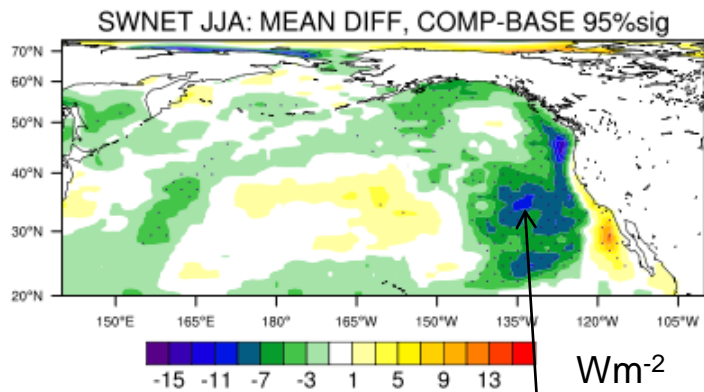 SWNET JJA: MEAN DIFF, COMP-BASE 95%sig
70°N
60°N
50°N
40°N
30°N
20°N
150°E 165°E 180° 165°W 150°W 135°W 120°W 105°W
-15 -11 -7 -3 1 5 9 13
Wm-2